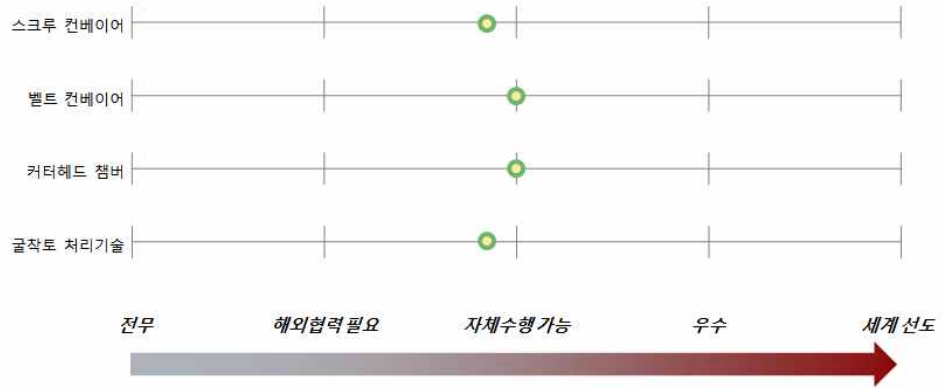 스크루 컨베이어
벨트 컨베이어
커터헤드 챔버
굴착토 처리기술
전무 해외협력 필요 자체수행 가능 우수 세계 선도